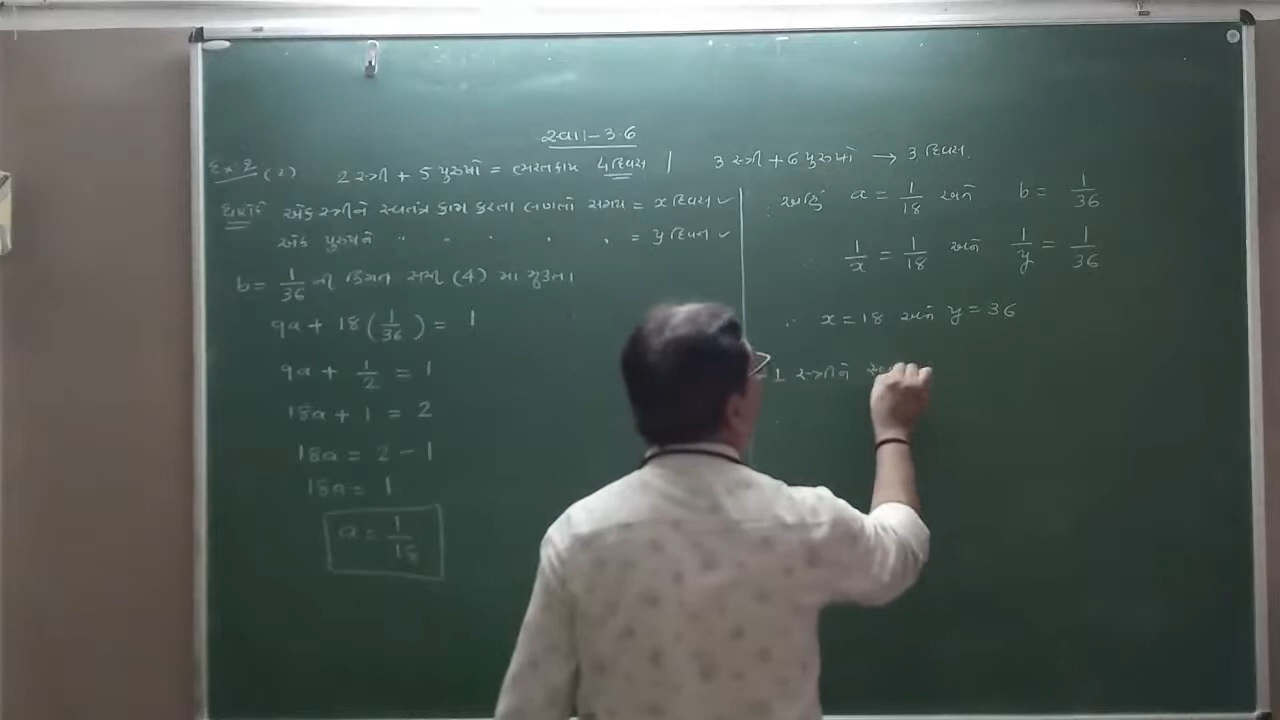 સ્વા.-3.6
Ex 2 (2) 2 સ્ત્રી + 5 પુરુષો = ભરતકામ 4 દિવસ | 3 સ્ત્રી + 6 પુરુષો → 3 દિવસ.
ધારોકે એક સ્ત્રીને સ્વતંત્ર કામ કરતા લાગતો સમય = x દિવસ ✓
એક પુરુષને " " " " " = y દિવસ ✓
b = 1/36 ની કિંમત સમી (4) મા મૂકતા
9a + 18(1/36) = 1
9a + 1/2 = 1
18a + 1 = 2
18a = 2 - 1
18a = 1
a = 1/18
અહિં a = 1/18 અને b = 1/36
1/x = 1/18 અને 1/y = 1/36
∴ x = 18 અને y = 36
1 સ્ત્રીને